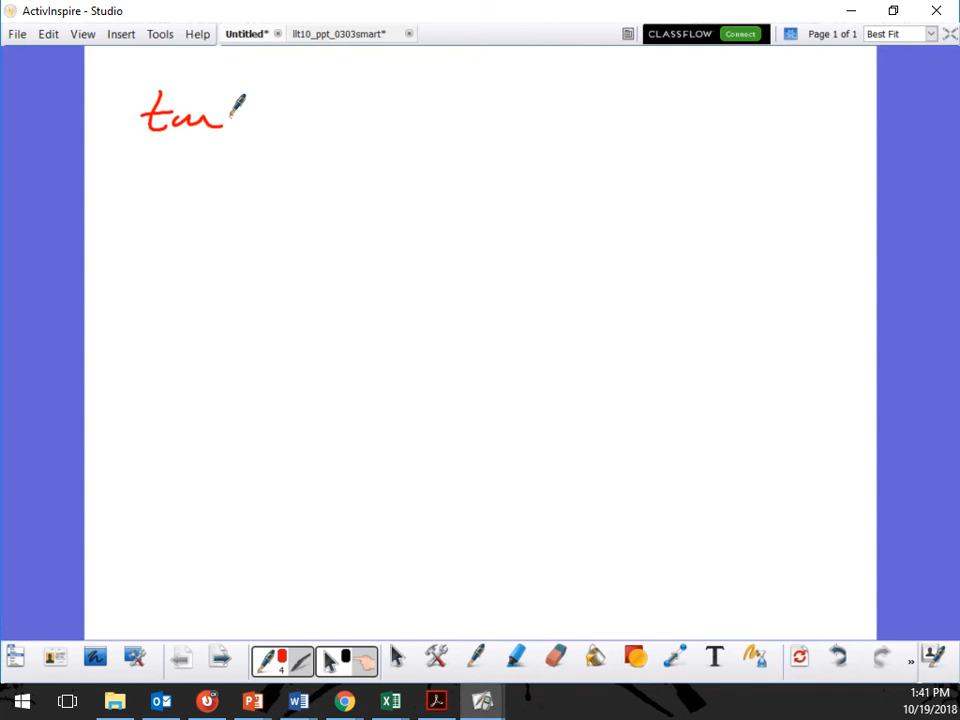 ActivInspire - Studio
File Edit View Insert Tools Help Untitled* llt10_ppt_0303smart* CLASSFLOW Connect Page 1 of 1 Best Fit
tan
4
T
»
1:41 PM
10/19/2018